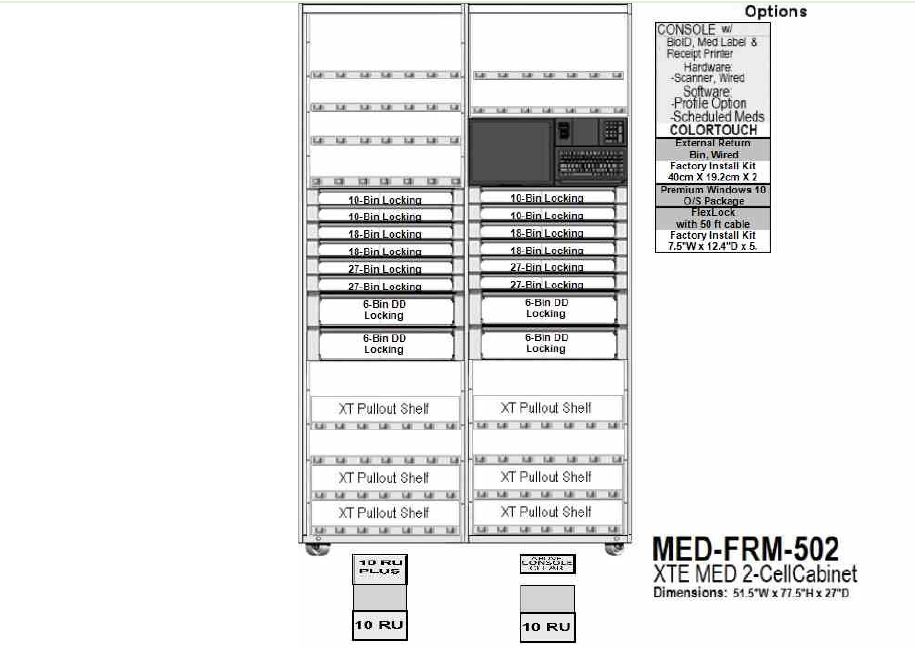 Options
CONSOLE w/
BioID, Med Label &
Receipt Printer
Hardware:
-Scanner, Wired
Software:
-Profile Option
-Scheduled Meds
COLORTOUCH
External Return
Bin, Wired
Factory Install Kit
40cm X 19.2cm X 2
Premium Windows 10
O/S Package
FlexLock
with 50 ft cable
Factory Install Kit
7.5"W x 12.4"D x 5.
10-Bin Locking
10-Bin Locking
18-Bin Locking
18-Bin Locking
27-Bin Locking
27-Bin Locking
6-Bin DD
Locking
6-Bin DD
Locking
XT Pullout Shelf
XT Pullout Shelf
XT Pullout Shelf
10-Bin Locking
10-Bin Locking
18-Bin Locking
18-Bin Locking
27-Bin Locking
27-Bin Locking
6-Bin DD
Locking
6-Bin DD
Locking
XT Pullout Shelf
XT Pullout Shelf
XT Pullout Shelf
10 RU
PLUS
10 RU
ABOVE
CONSOLE
10 RU
MED-FRM-502
XTE MED 2-CellCabinet
Dimensions: 51.5"W x 77.5"H x 27"D